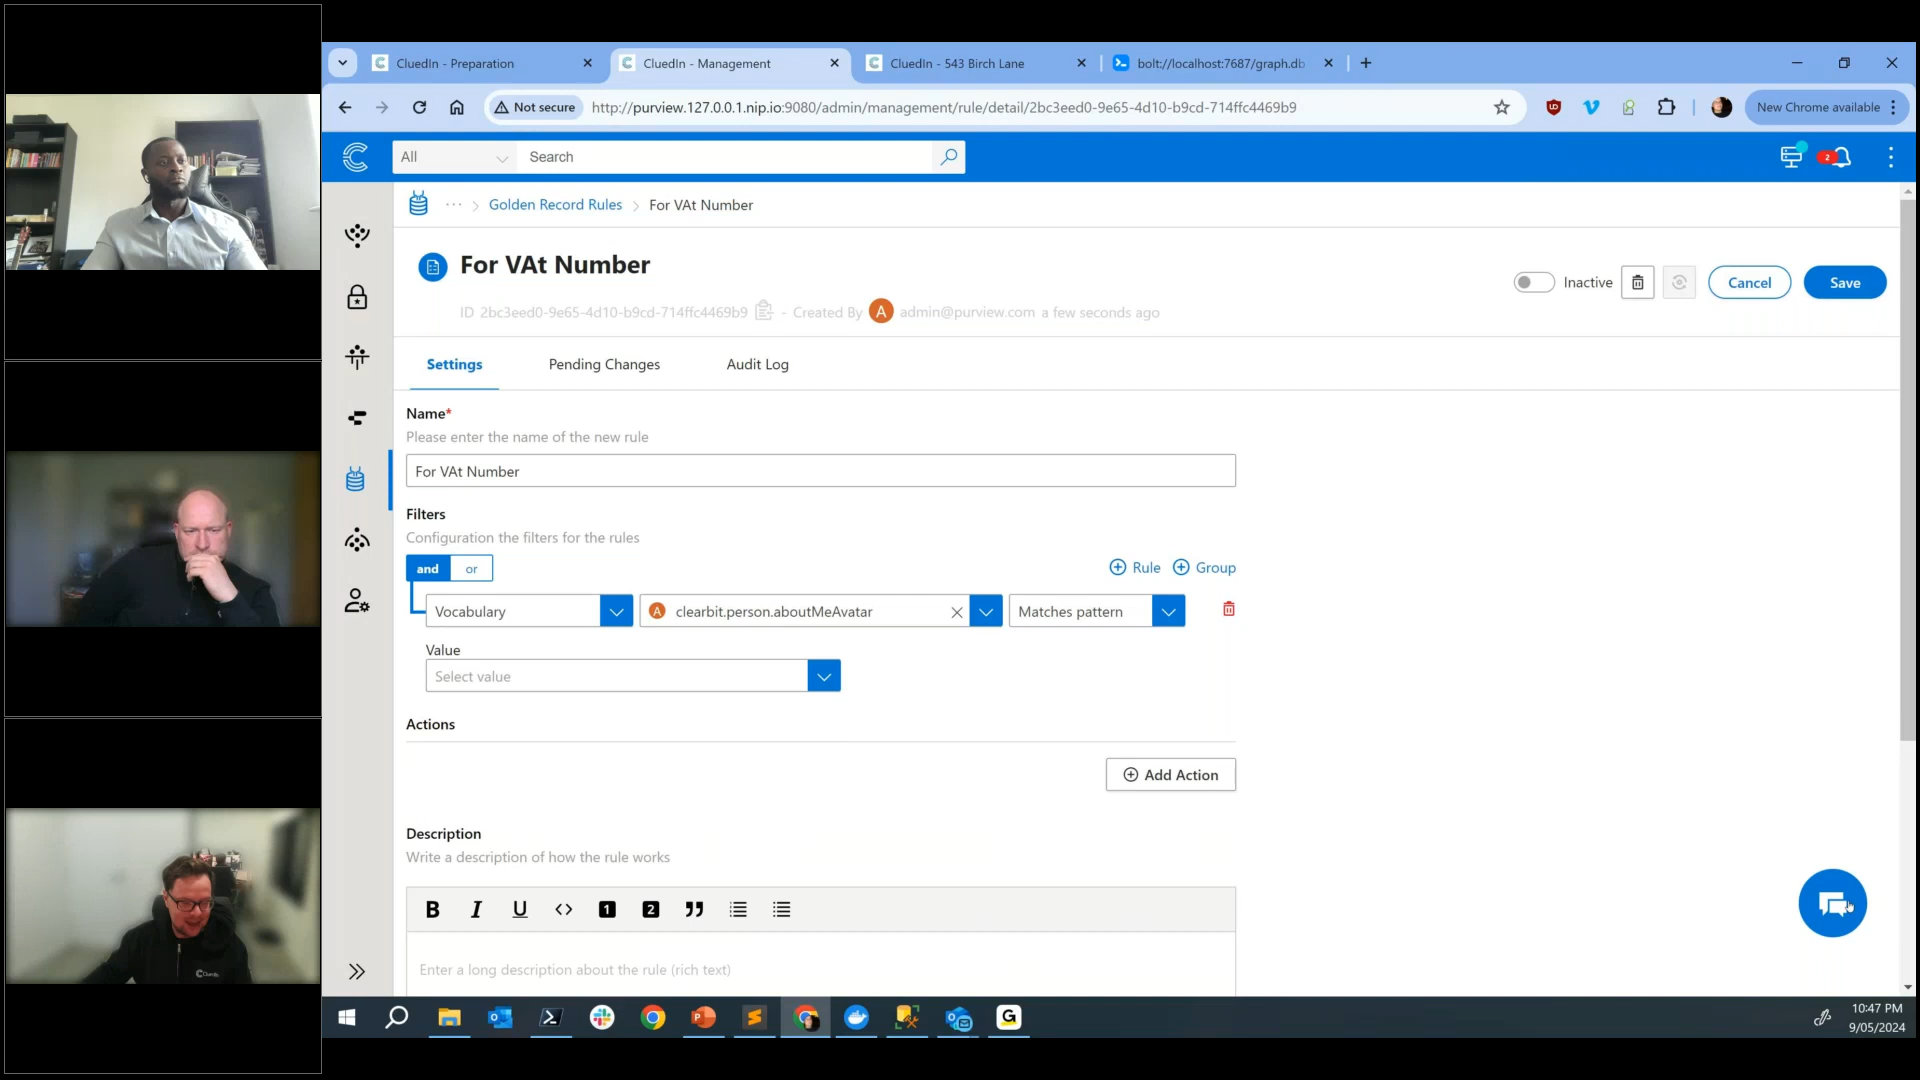 CluedIn - Preparation
CluedIn - Management
CluedIn - 543 Birch Lane
bolt://localhost:7687/graph.db
Not secure
http://purview.127.0.0.1.nip.io:9080/admin/management/rule/detail/2bc3eed0-9e65-4d10-b9cd-714ffc4469b9
New Chrome available
All
Search
2
Golden Record Rules
For VAt Number
For VAt Number
Inactive
Cancel
Save
ID 2bc3eed0-9e65-4d10-b9cd-714ffc4469b9 - Created By A admin@purview.com a few seconds ago
Settings
Pending Changes
Audit Log
Name*
Please enter the name of the new rule
For VAt Number
Filters
Configuration the filters for the rules
and
or
Rule
Group
Vocabulary
A clearbit.person.aboutMeAvatar
Matches pattern
Value
Select value
Actions
Add Action
Description
Write a description of how the rule works
B I U <> 1 2
Enter a long description about the rule (rich text)
CluedIn
10:47 PM
9/05/2024